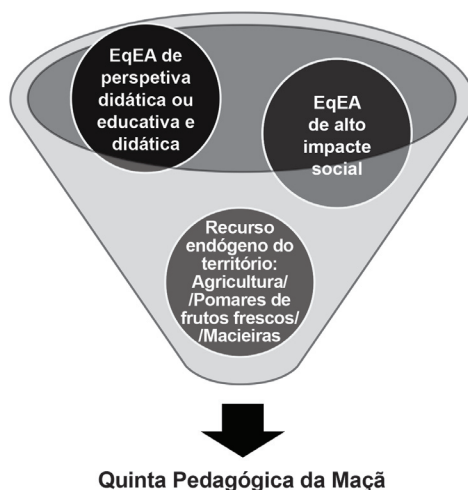 EqEA de
perspetiva
didática ou
educativa e
didática
EqEA
de alto
impacte
social
Recurso
endógeno do
território:
Agricultura/
/Pomares de
frutos frescos/
/Macieiras
Quinta Pedagógica da Maçã